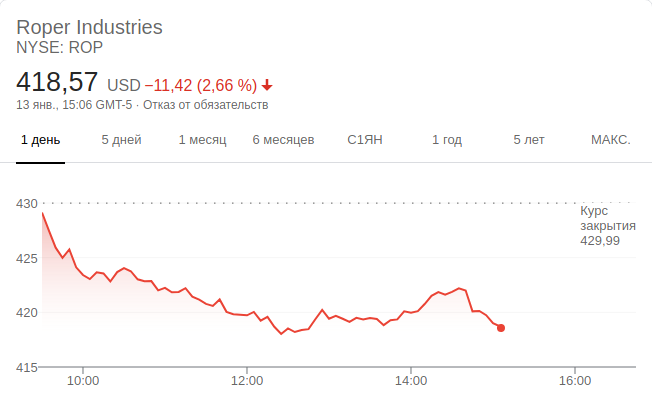 Roper Industries
NYSE: ROP
418,57 USD −11,42 (2,66 %)
13 янв., 15:06 GMT-5 · Отказ от обязательств
1 день 5 дней 1 месяц 6 месяцев С1ЯН 1 год 5 лет МАКС.
430
Курс
закрытия
429,99
425
420
415
10:00 12:00 14:00 16:00